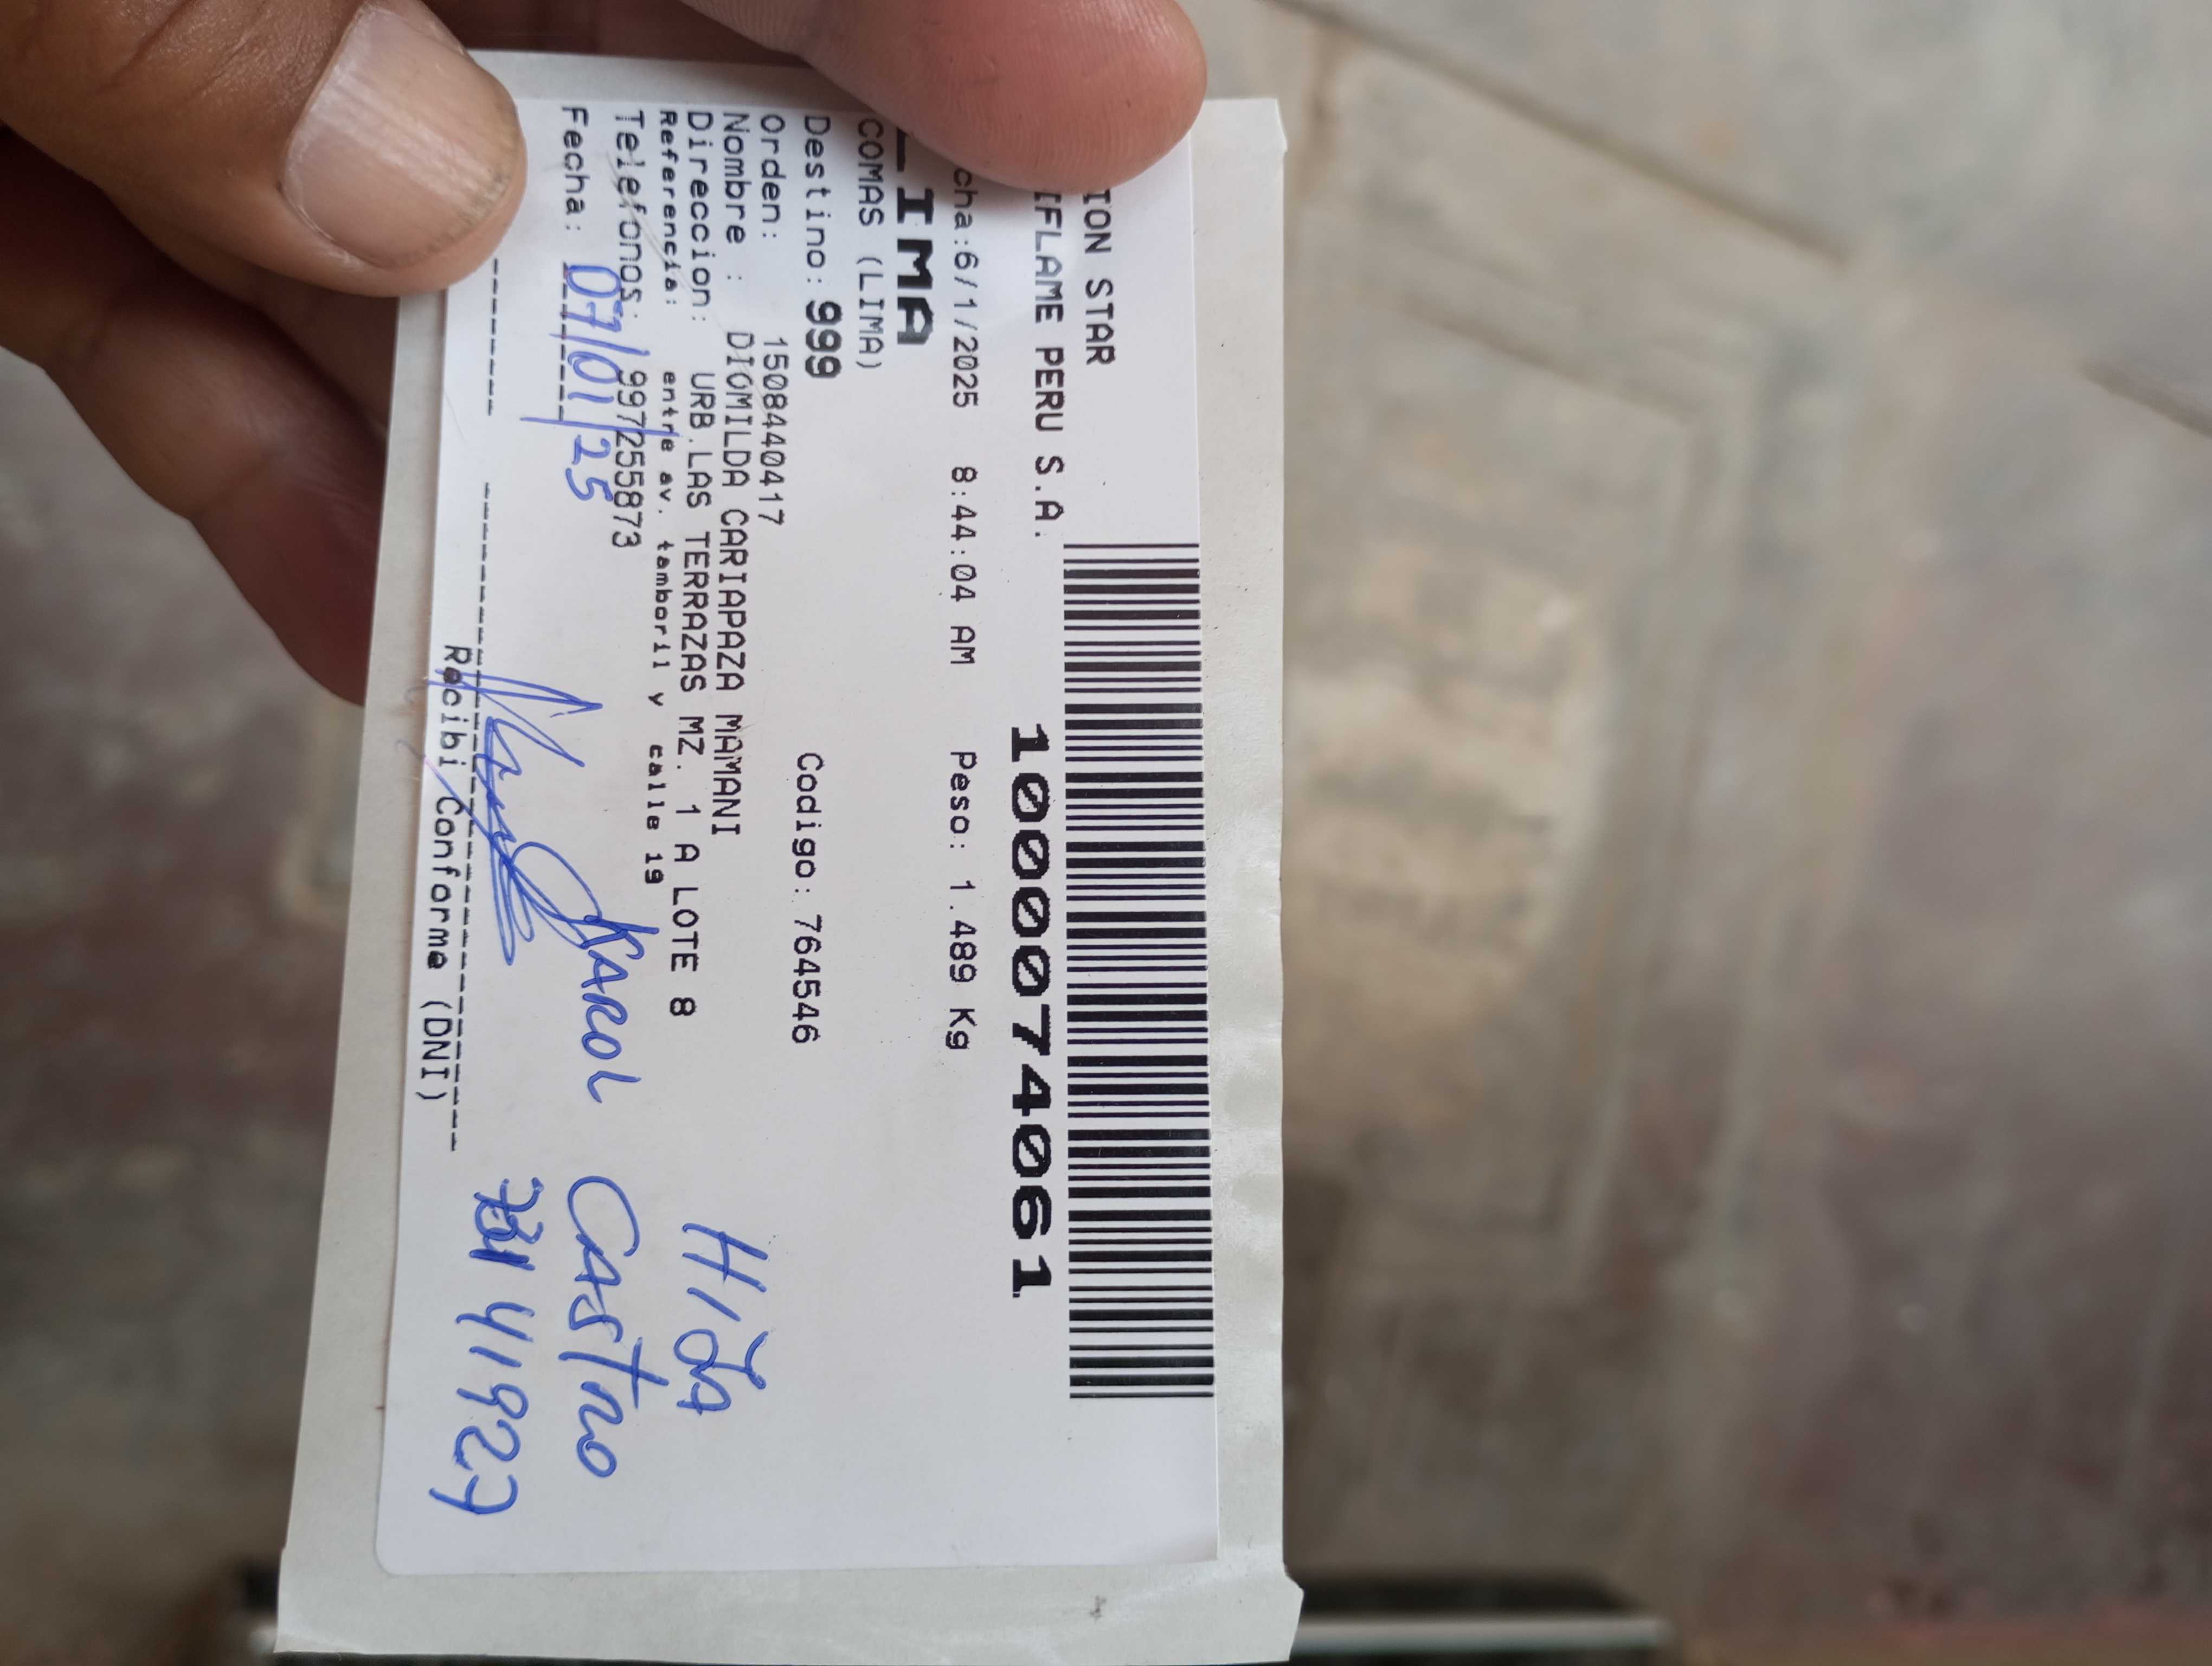 ION STAR
IFLAME PERU S.A.
1000074061
cha:6/1/2025 8:44:04 AM Peso: 1.489 Kg
LIMA
COMAS (LIMA)
Destino: 999 Codigo: 764546
Orden: 1508440417
Nombre : DIOMILDA CARIAPAZA MAMANI
Direccion: URB.LAS TERRAZAS MZ. 1 A LOTE 8
Referencia: entre av. tamboril y calle 19
Telefonos: 997255873
Fecha: 07/01/25
HIJA
KAROL CASTRO
41927
Recibi Conforme (DNI)